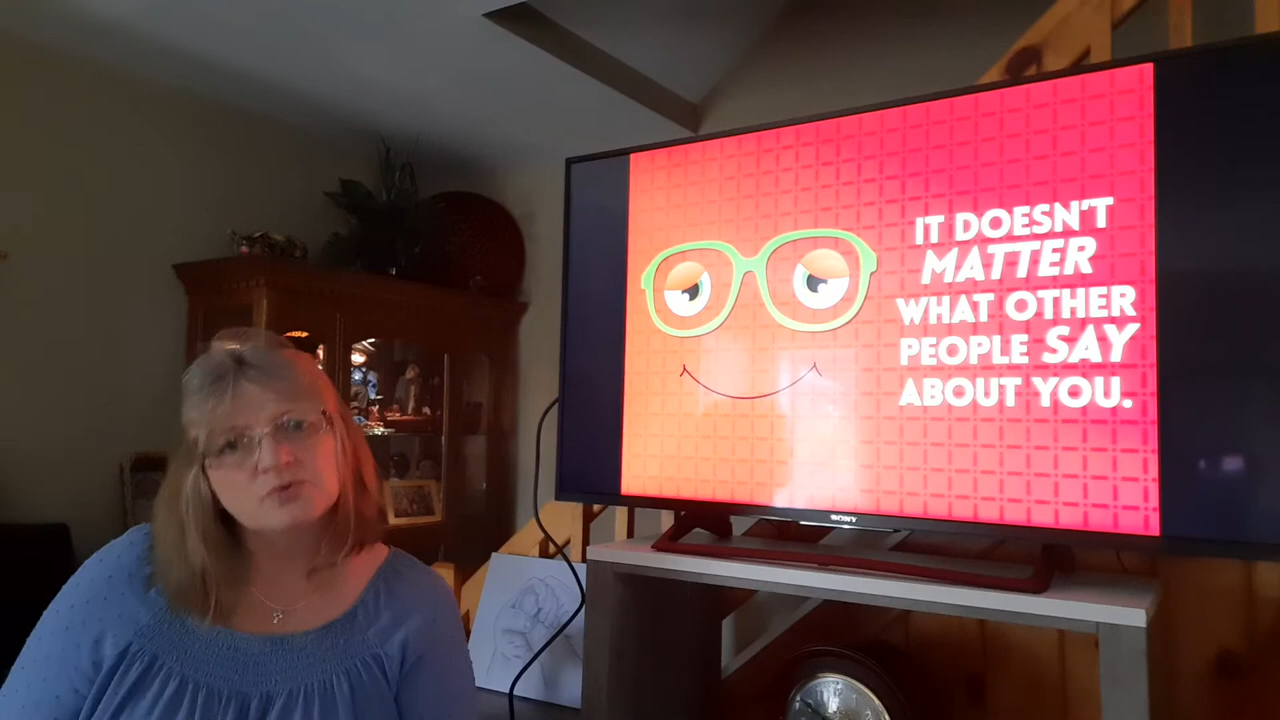 IT DOESN'T
MATTER
WHAT OTHER
PEOPLE SAY
ABOUT YOU.
SONY